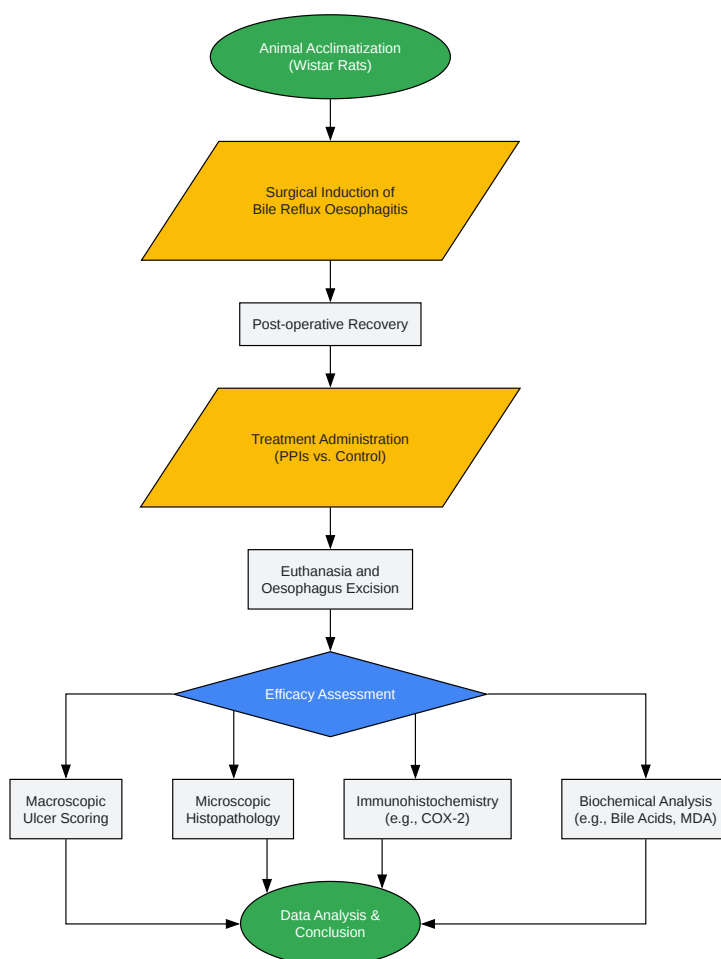 Animal Acclimatization
(Wistar Rats)
Surgical Induction of
Bile Reflux Oesophagitis
Post-operative Recovery
Treatment Administration
(PPIs vs. Control)
Euthanasia and
Oesophagus Excision
Efficacy Assessment
Macroscopic
Ulcer Scoring
Microscopic
Histopathology
Immunohistochemistry
(e.g., COX-2)
Biochemical Analysis
(e.g., Bile Acids, MDA)
Data Analysis &
Conclusion